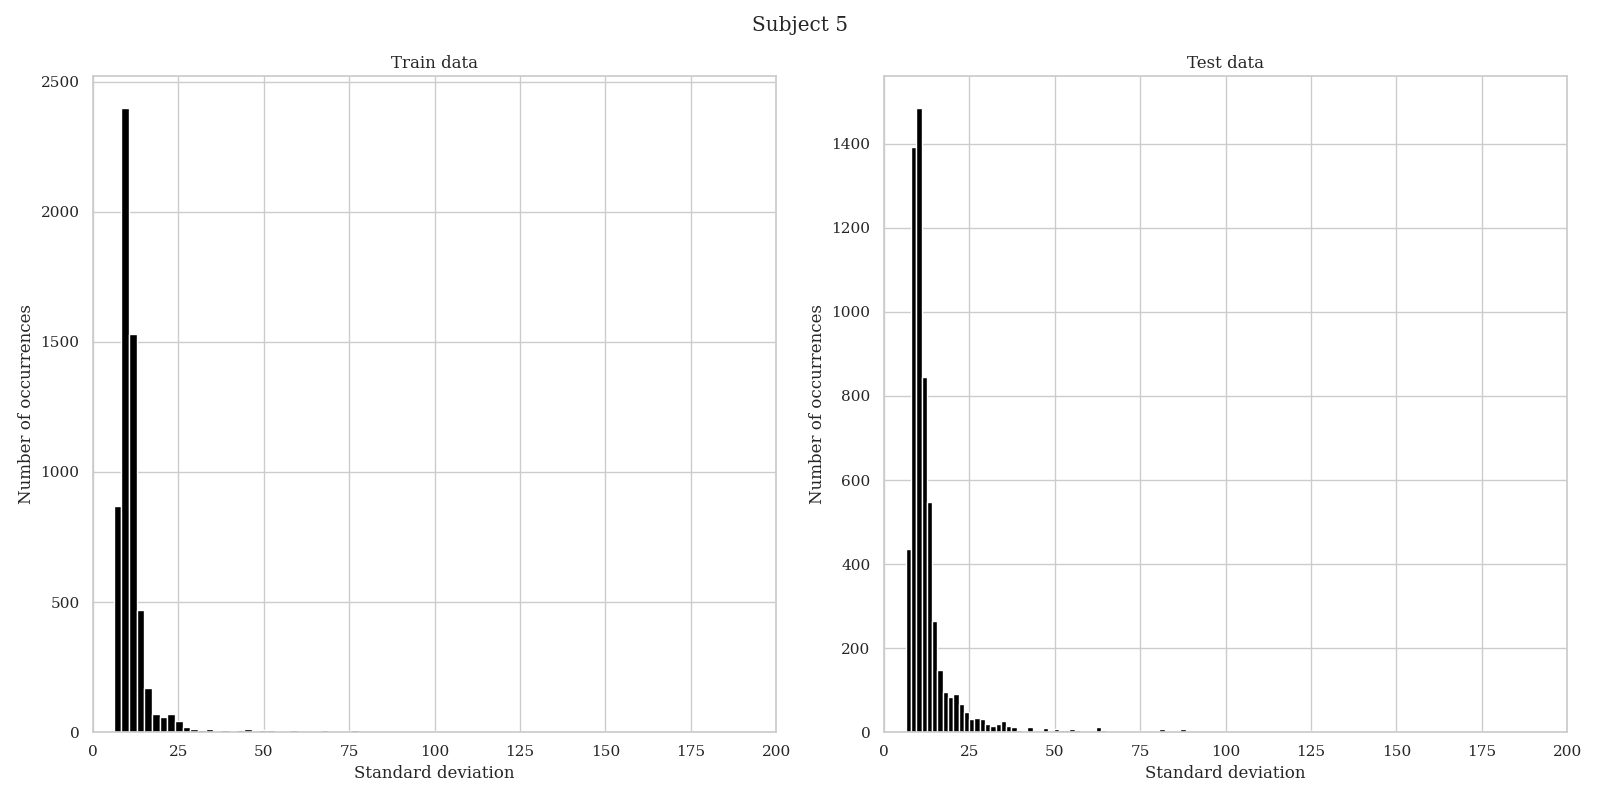 Subject 5
Train data
2500
2000
1500
1000
500
0
Number of occurrences
0 25 50 75 100 125 150 175 200
Standard deviation
Test data
1400
1200
1000
800
600
400
200
0
Number of occurrences
0 25 50 75 100 125 150 175 200
Standard deviation